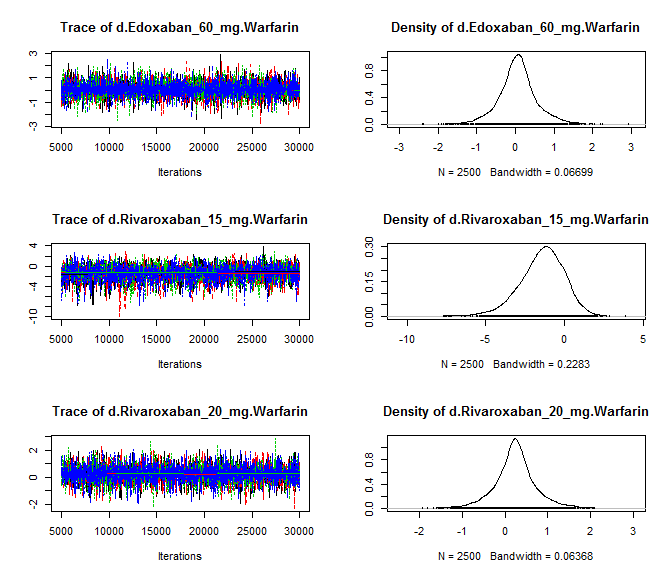 Trace of d.Edoxaban_60_mg.Warfarin
3
1
-1
-3
5000 10000 15000 20000 25000 30000
Iterations
Density of d.Edoxaban_60_mg.Warfarin
0.8
0.4
0.0
-3 -2 -1 0 1 2 3
N = 2500 Bandwidth = 0.06699
Trace of d.Rivaroxaban_15_mg.Warfarin
4
0
-4
-10
5000 10000 15000 20000 25000 30000
Iterations
Density of d.Rivaroxaban_15_mg.Warfarin
0.30
0.15
0.00
-10 -5 0 5
N = 2500 Bandwidth = 0.2283
Trace of d.Rivaroxaban_20_mg.Warfarin
2
0
-2
5000 10000 15000 20000 25000 30000
Iterations
Density of d.Rivaroxaban_20_mg.Warfarin
0.8
0.4
0.0
-2 -1 0 1 2 3
N = 2500 Bandwidth = 0.06368